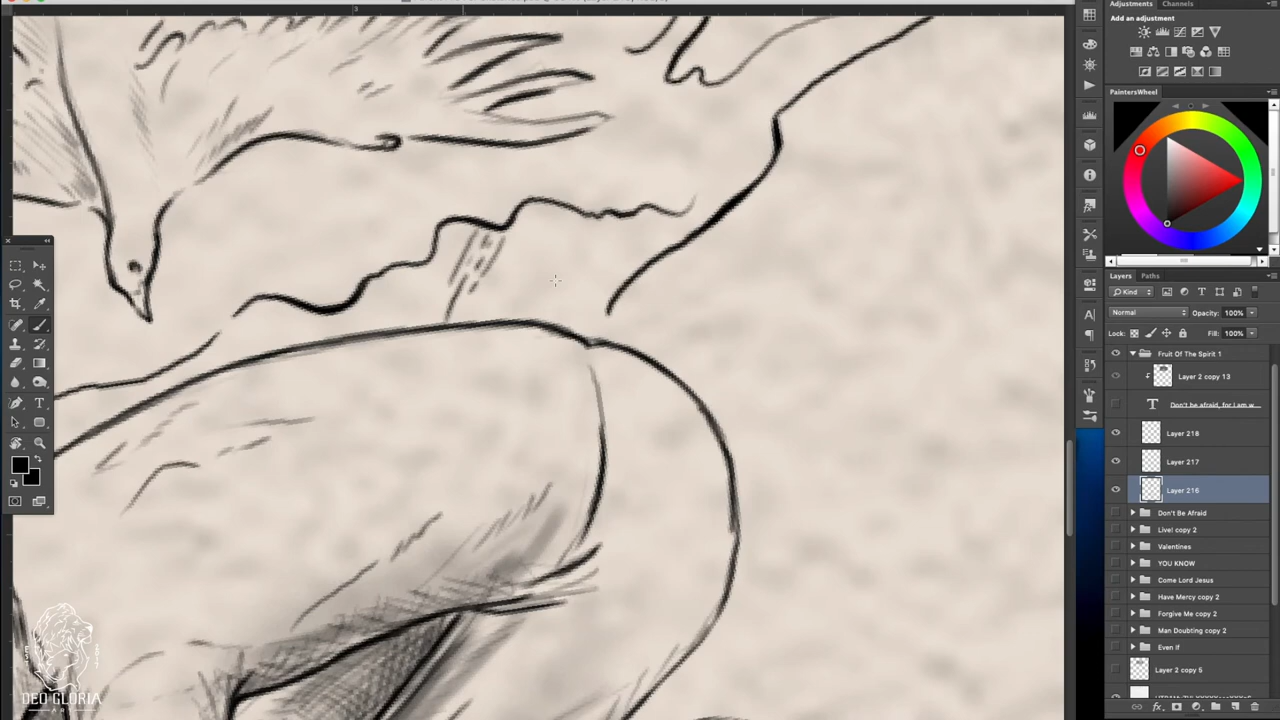 3
Adjustments Channels
Add an adjustment
PaintersWheel
Layers Paths
Kind
Normal Opacity: 100%
Lock: Fill: 100%
Fruit Of The Spirit 1
Layer 2 copy 13
Don't be afraid, for I am w...
Layer 218
Layer 217
Layer 216
Don't Be Afraid
Live! copy 2
Valentines
YOU KNOW
Come Lord Jesus
Have Mercy copy 2
Forgive Me copy 2
Man Doubting copy 2
Even If
Layer 2 copy 5
DEO GLORIA
ART